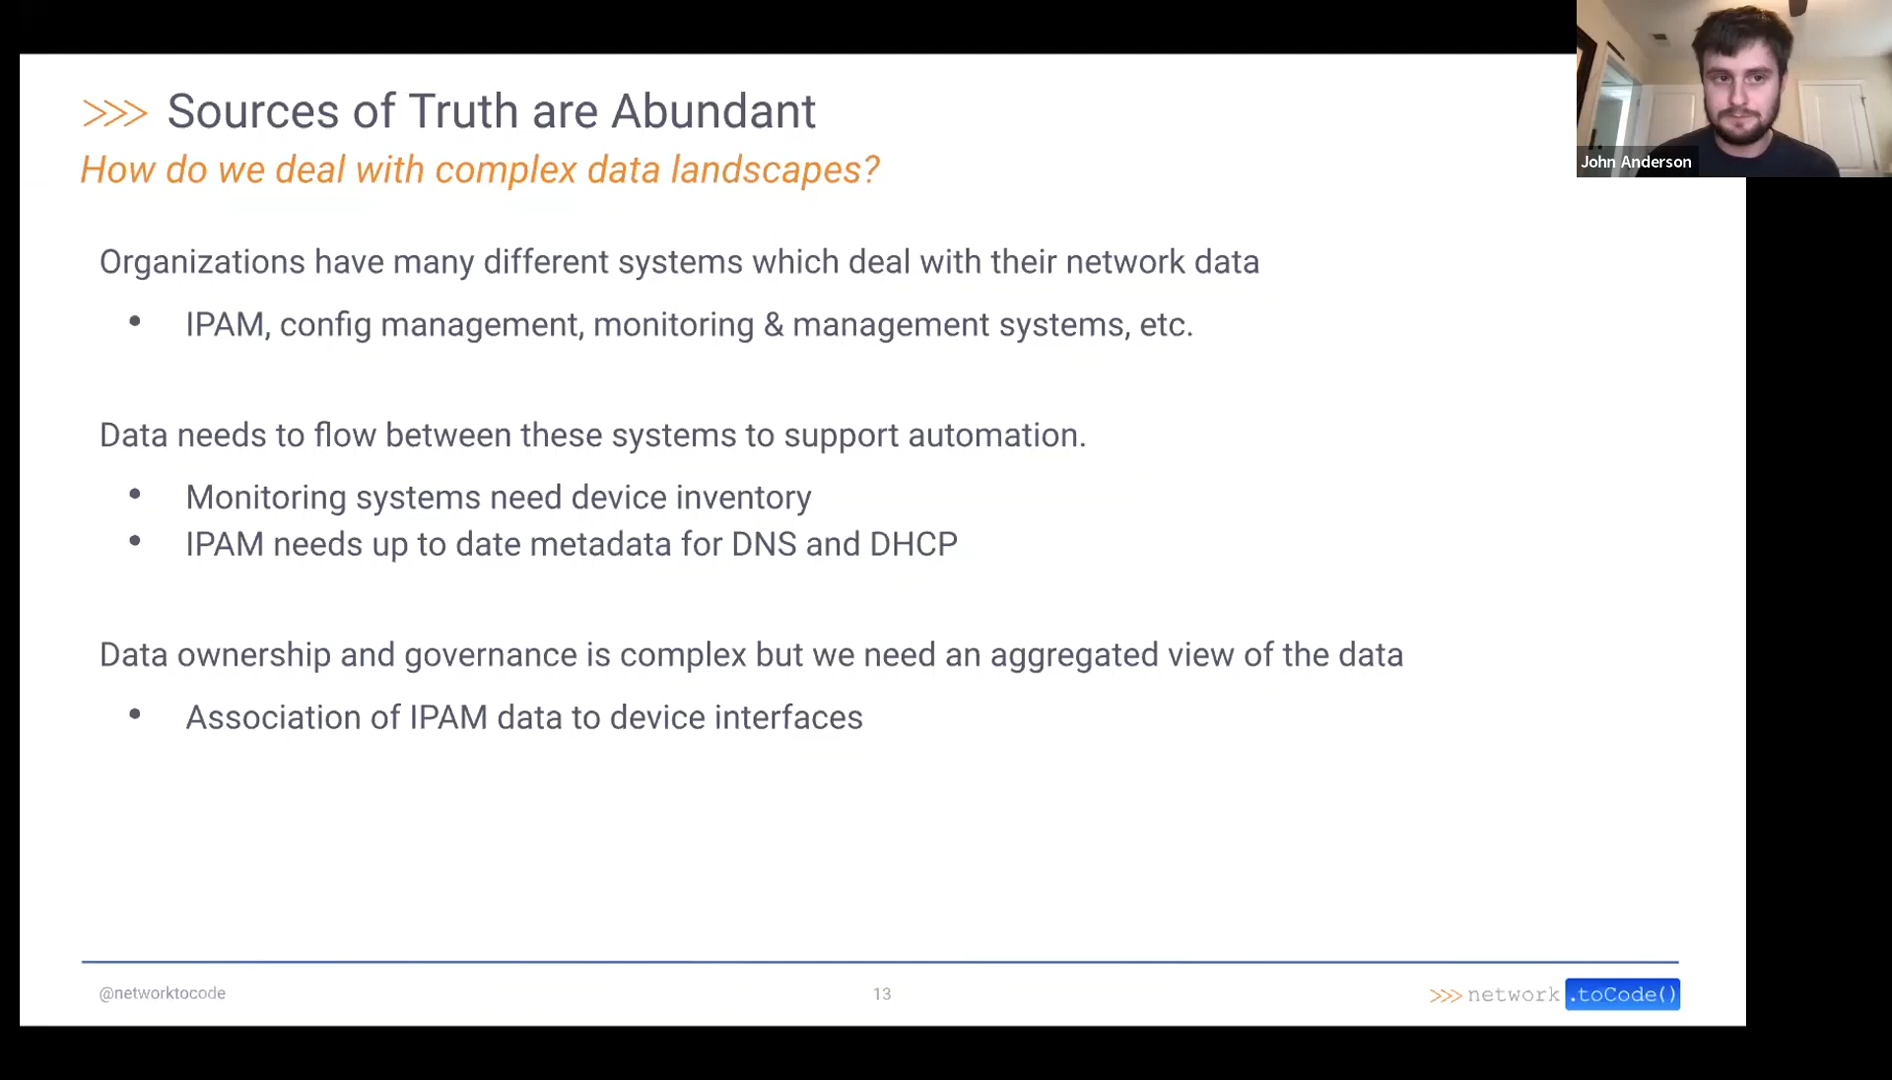 >>> Sources of Truth are Abundant
How do we deal with complex data landscapes?
John Anderson
Organizations have many different systems which deal with their network data
• IPAM, config management, monitoring & management systems, etc.
Data needs to flow between these systems to support automation.
• Monitoring systems need device inventory
• IPAM needs up to date metadata for DNS and DHCP
Data ownership and governance is complex but we need an aggregated view of the data
• Association of IPAM data to device interfaces
@networktocode
13
>>> network .toCode()